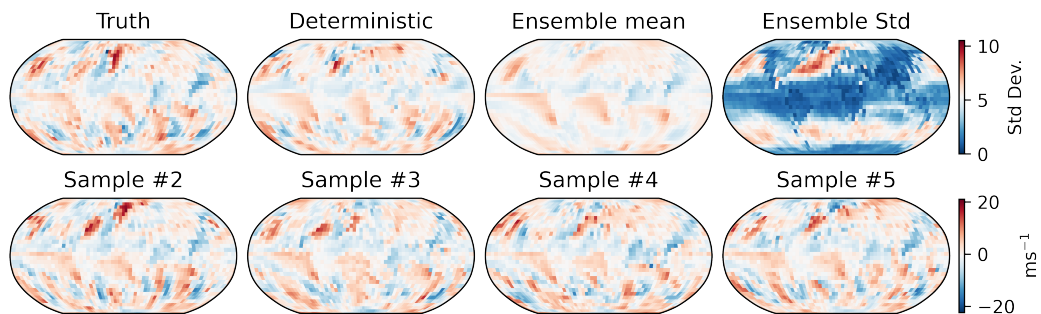 Truth
Deterministic
Ensemble mean
Ensemble Std
10
5
0
Std Dev.
Sample #2
Sample #3
Sample #4
Sample #5
20
0
−20
ms⁻¹